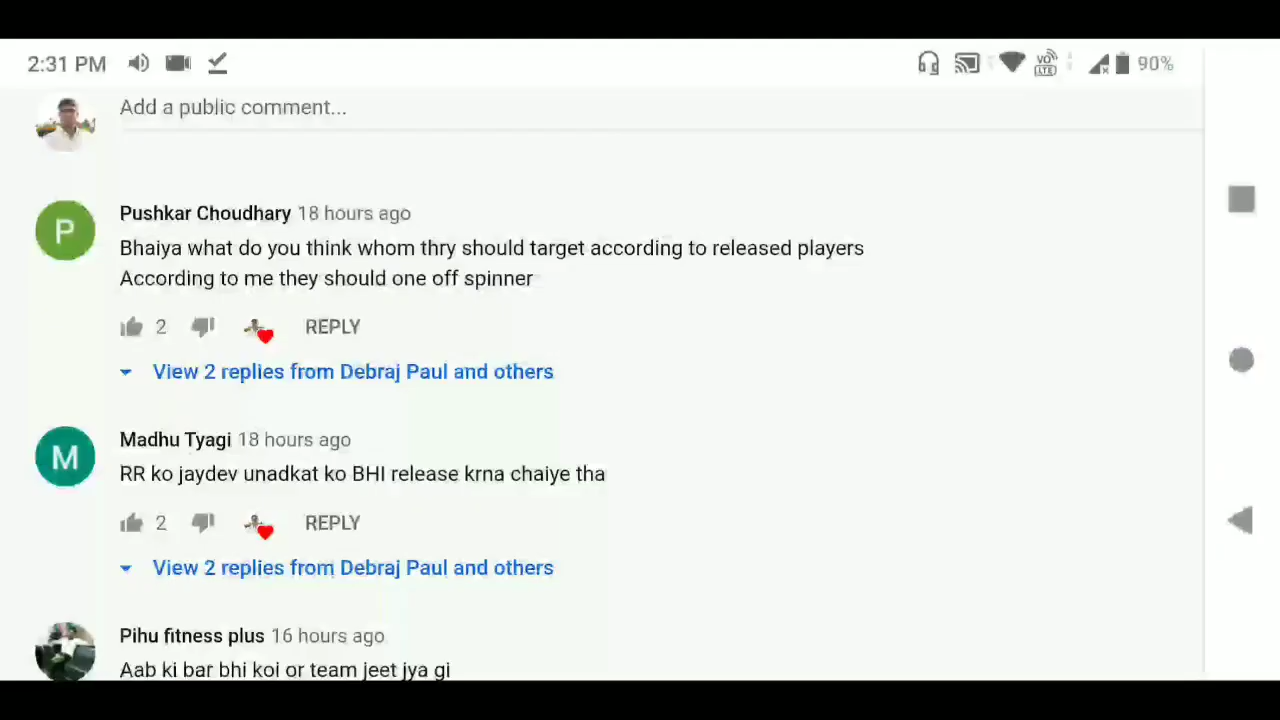 2:31 PM
VO
LTE
90%
Add a public comment...
P
Pushkar Choudhary 18 hours ago
Bhaiya what do you think whom thry should target according to released players
According to me they should one off spinner
2
REPLY
View 2 replies from Debraj Paul and others
M
Madhu Tyagi 18 hours ago
RR ko jaydev unadkat ko BHI release krna chaiye tha
2
REPLY
View 2 replies from Debraj Paul and others
Pihu fitness plus 16 hours ago
Aab ki bar bhi koi or team jeet jya gi